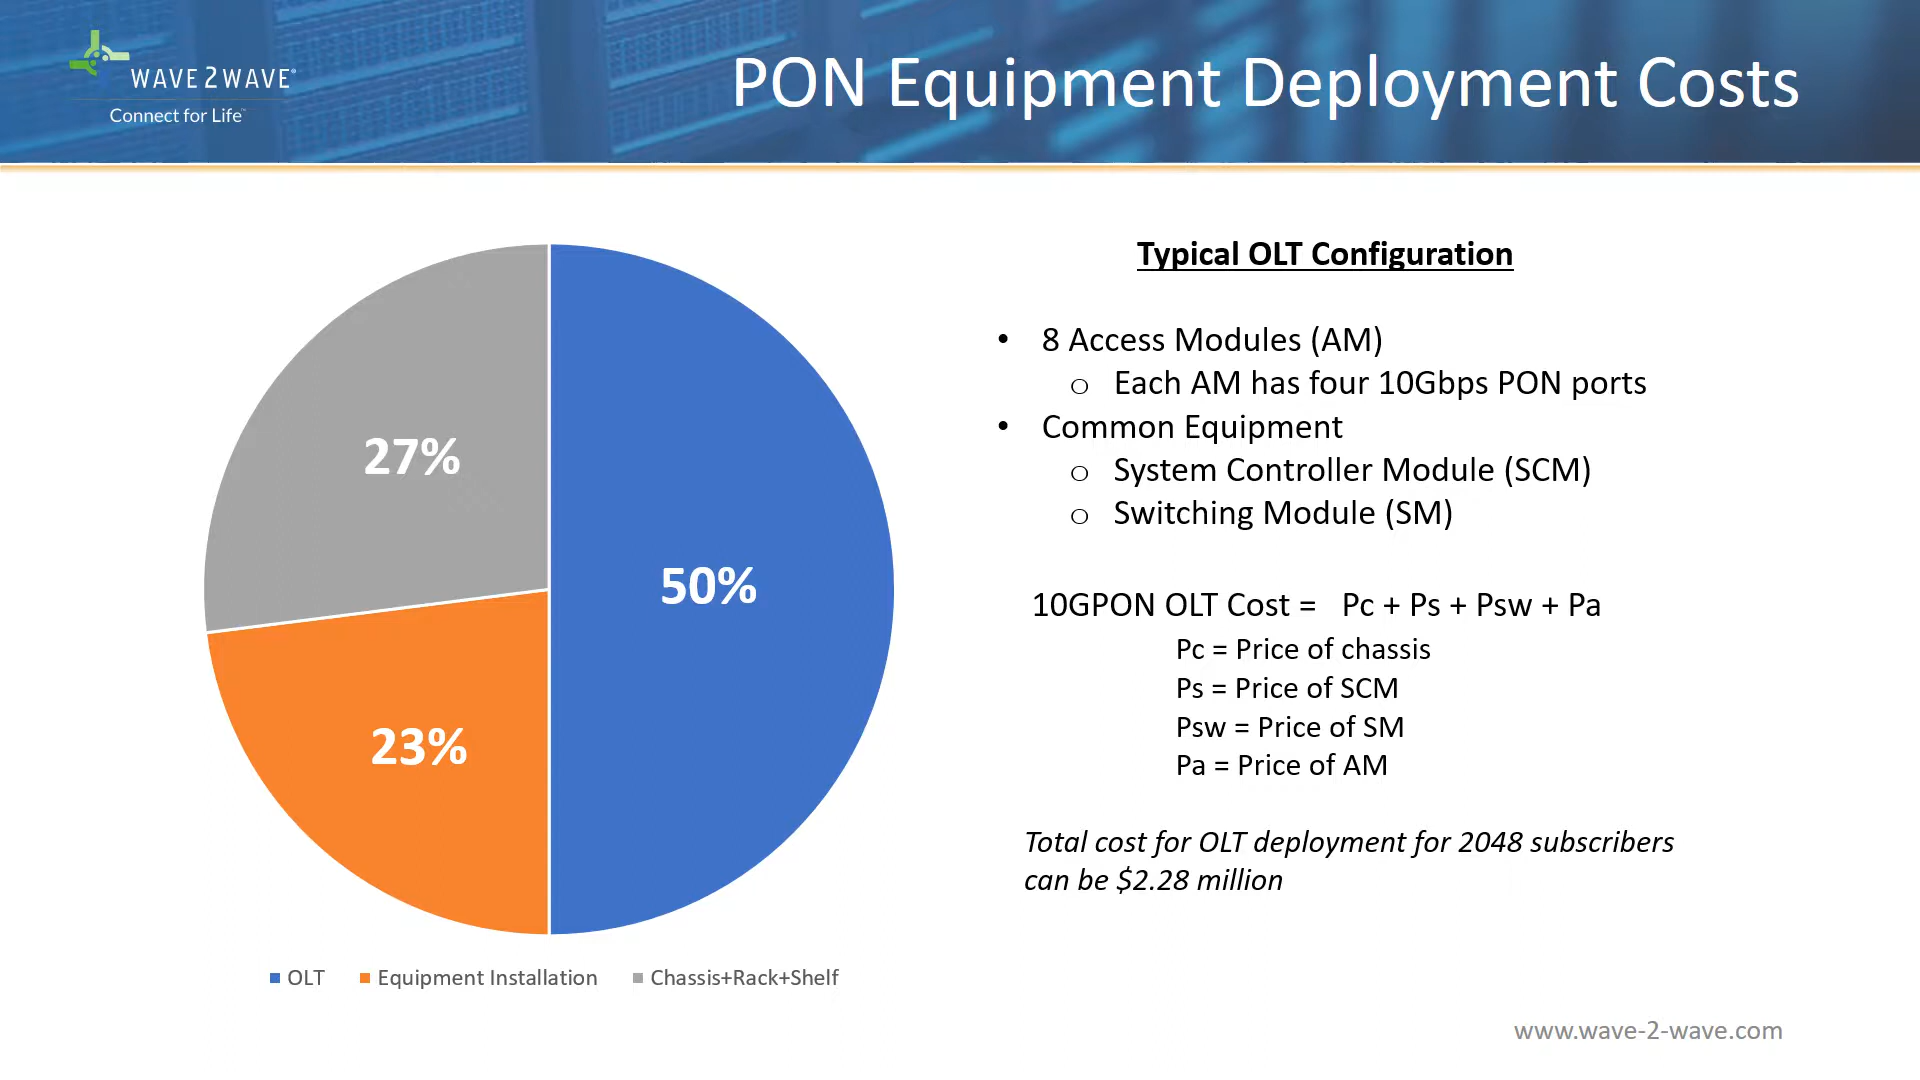 WAVE2WAVE®
Connect for Life™
PON Equipment Deployment Costs
27%
50%
23%
OLT
Equipment Installation
Chassis+Rack+Shelf
Typical OLT Configuration
• 8 Access Modules (AM)
o Each AM has four 10Gbps PON ports
• Common Equipment
o System Controller Module (SCM)
o Switching Module (SM)
10GPON OLT Cost = Pc + Ps + Psw + Pa
Pc = Price of chassis
Ps = Price of SCM
Psw = Price of SM
Pa = Price of AM
Total cost for OLT deployment for 2048 subscribers
can be $2.28 million
www.wave-2-wave.com